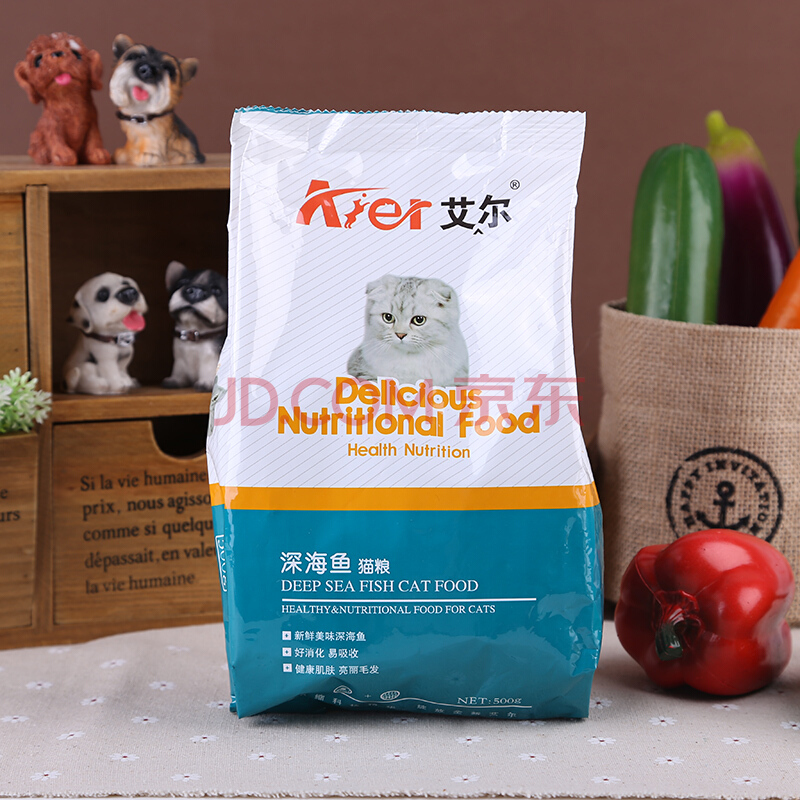 Aier 艾尔®
Delicious
Nutritional Food
Health Nutrition
JD.COM 京东
深海鱼 猫粮
DEEP SEA FISH CAT FOOD
HEALTHY&NUTRITIONAL FOOD FOR CATS
新鲜美味深海鱼
好消化 易吸收
健康肌肤 亮丽毛发
NET:500g
Si la vie humaine
prix, nous agisso
comme si quelqu
dépassait, en vale
la vie humaine
urs
HAPPY INVITATION